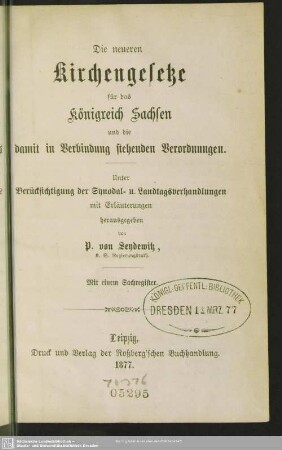 Die neueren
Kirchengesetze
für das
Königreich Sachsen
und die
damit in Verbindung stehenden Verordnungen.
Unter
Berücksichtigung der Synodal- u. Landtagsverhandlungen
mit Erläuterungen
herausgegeben
von
P. von Seydewitz,
K. S. Regierungsrath.
Mit einem Sachregister.
KÖNIGL. OEFFENTL. BIBLIOTHEK
DRESDEN 11 MRZ. 77
Leipzig,
Druck und Verlag der Roßberg'schen Buchhandlung.
1877.
05295